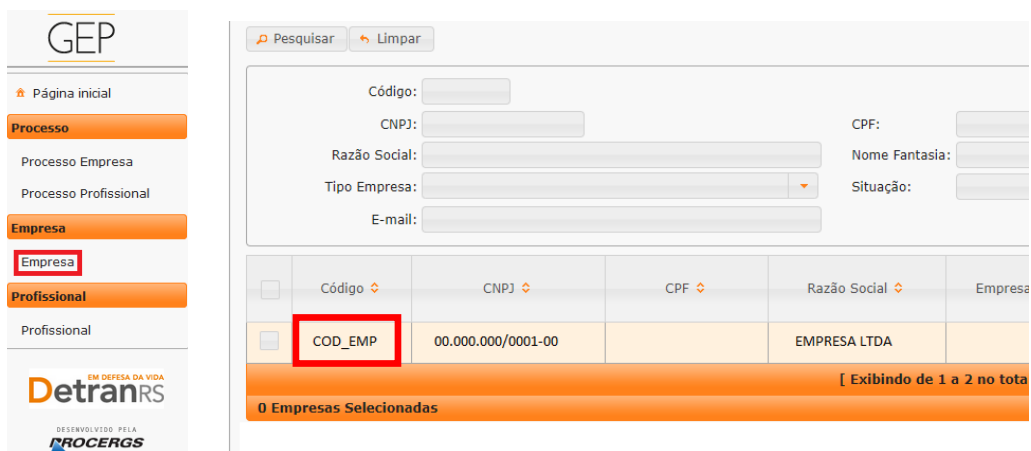 GEP
Página inicial
Processo
Processo Empresa
Processo Profissional
Empresa
Empresa
Profissional
Profissional
EM DEFESA DA VIDA
DetranRS
DESENVOLVIDO PELA
PROCERGS
Pesquisar Limpar
Código:
CNPJ: CPF:
Razão Social: Nome Fantasia:
Tipo Empresa: Situação:
E-mail:
Código CNPJ CPF Razão Social Empresa
COD_EMP 00.000.000/0001-00 EMPRESA LTDA
[ Exibindo de 1 a 2 no tota
0 Empresas Selecionadas